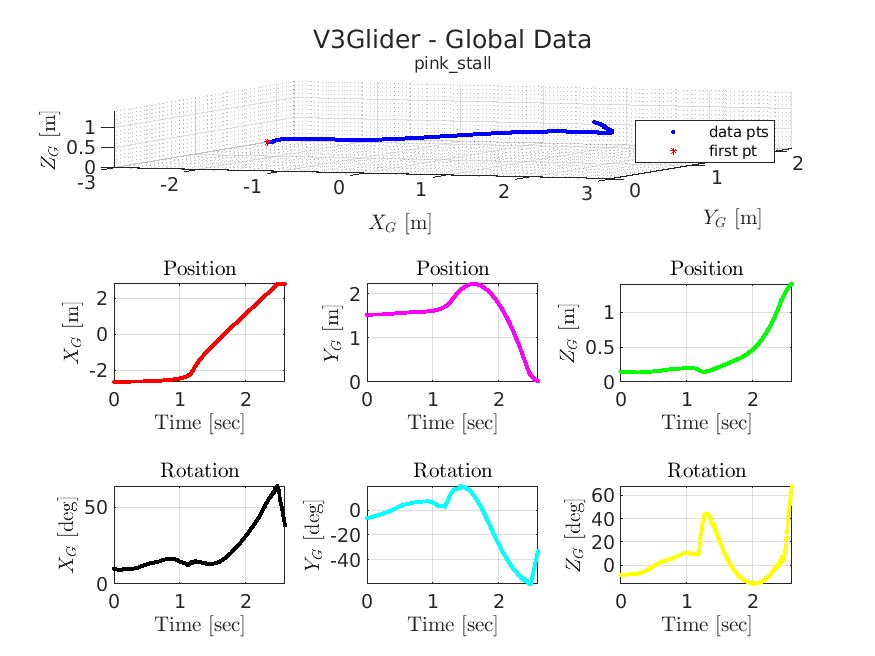 V3Glider - Global Data
pink_stall
Z_G [m]
1
0.5
0
-3
-2
-1
0
1
2
3
0
1
2
X_G [m]
Y_G [m]
data pts
first pt
Position
X_G [m]
2
0
-2
0 1 2
Time [sec]
Position
Y_G [m]
2
1
0
0 1 2
Time [sec]
Position
Z_G [m]
1
0.5
0
0 1 2
Time [sec]
Rotation
X_G [deg]
50
0
0 1 2
Time [sec]
Rotation
Y_G [deg]
0
-20
-40
0 1 2
Time [sec]
Rotation
Z_G [deg]
60
40
20
0
0 1 2
Time [sec]